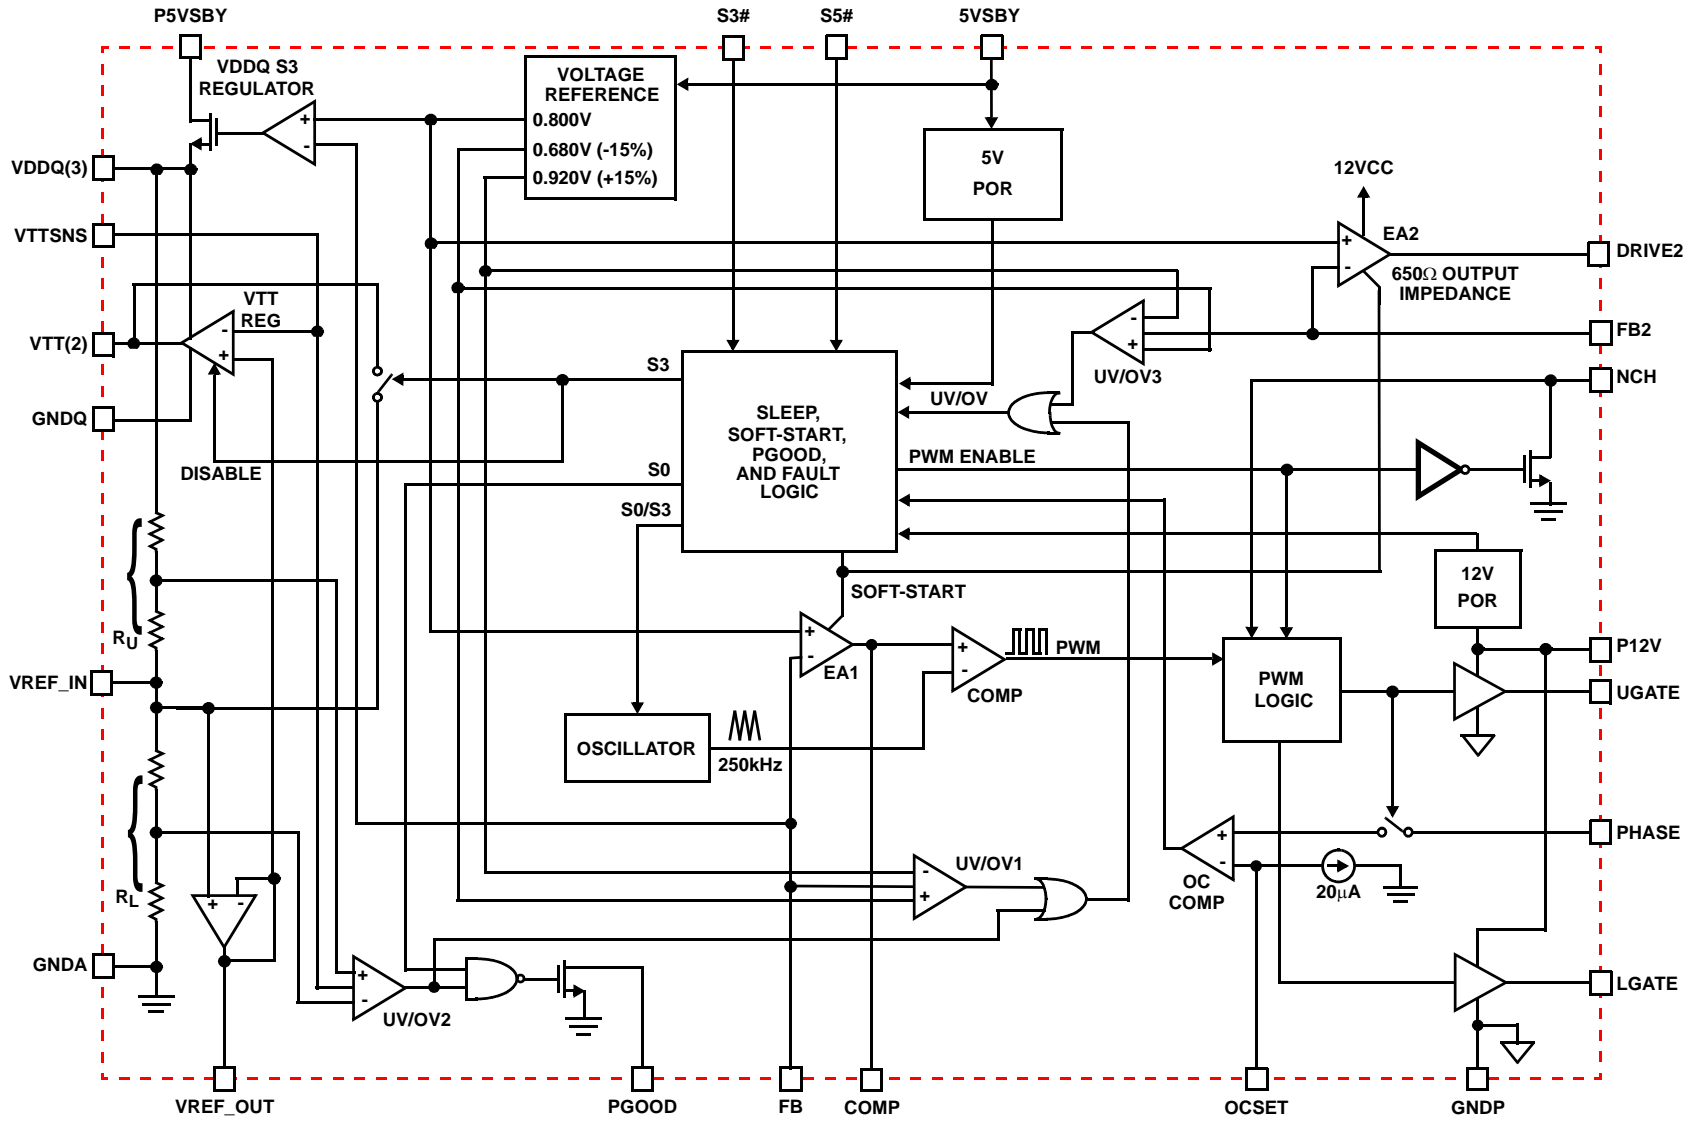 P5VSBY
S3#
S5#
5VSBY
VDDQ S3
REGULATOR
VOLTAGE
REFERENCE
0.800V
0.680V (-15%)
0.920V (+15%)
5V
POR
12VCC
+
-
VDDQ(3)
VTTSNS
+
-
EA2
DRIVE2
650Ω OUTPUT
IMPEDANCE
VTT
REG
-
+
VTT(2)
-
+
UV/OV3
FB2
S3
NCH
UV/OV
GNDQ
DISABLE
SLEEP,
SOFT-START,
PGOOD,
AND FAULT
LOGIC
S0
PWM ENABLE
S0/S3
12V
POR
SOFT-START
RU
+
-
EA1
+
-
COMP
PWM
P12V
VREF_IN
PWM
LOGIC
UGATE
OSCILLATOR
250kHz
PHASE
+
-
OC
COMP
20μA
-
+
UV/OV1
RL
+
-
GNDA
+
-
UV/OV2
LGATE
VREF_OUT
PGOOD
FB
COMP
OCSET
GNDP